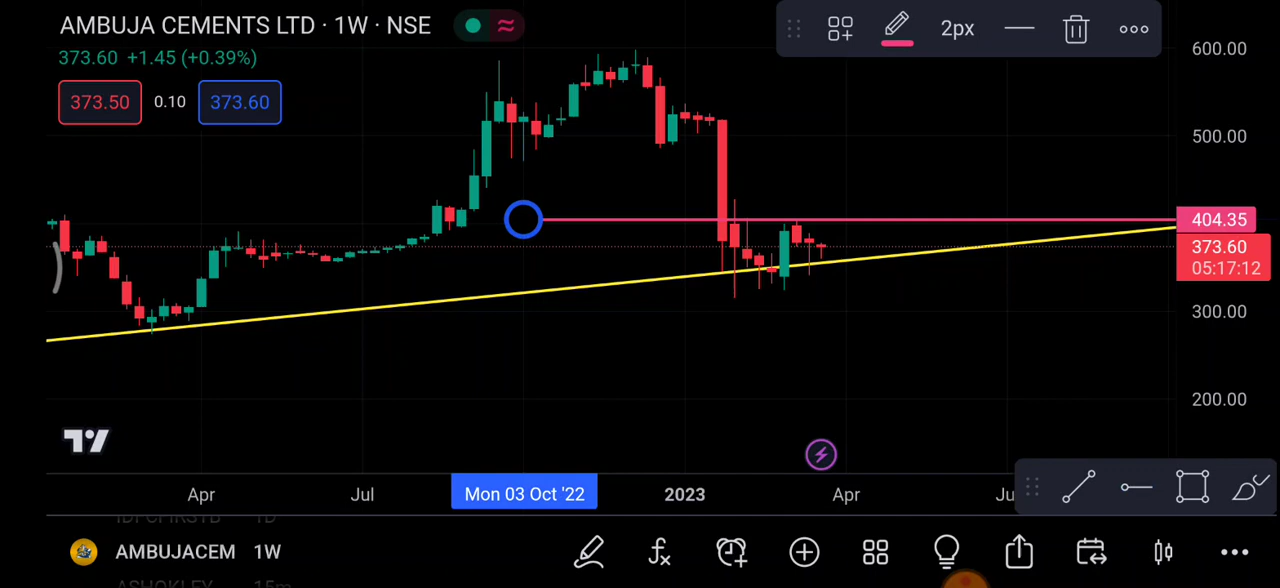 AMBUJA CEMENTS LTD · 1W · NSE
2px
373.60 +1.45 (+0.39%)
373.50 0.10 373.60
600.00
500.00
404.35
373.60
05:17:12
300.00
200.00
Apr Jul Mon 03 Oct '22 2023 Apr
AMBUJACEM 1W